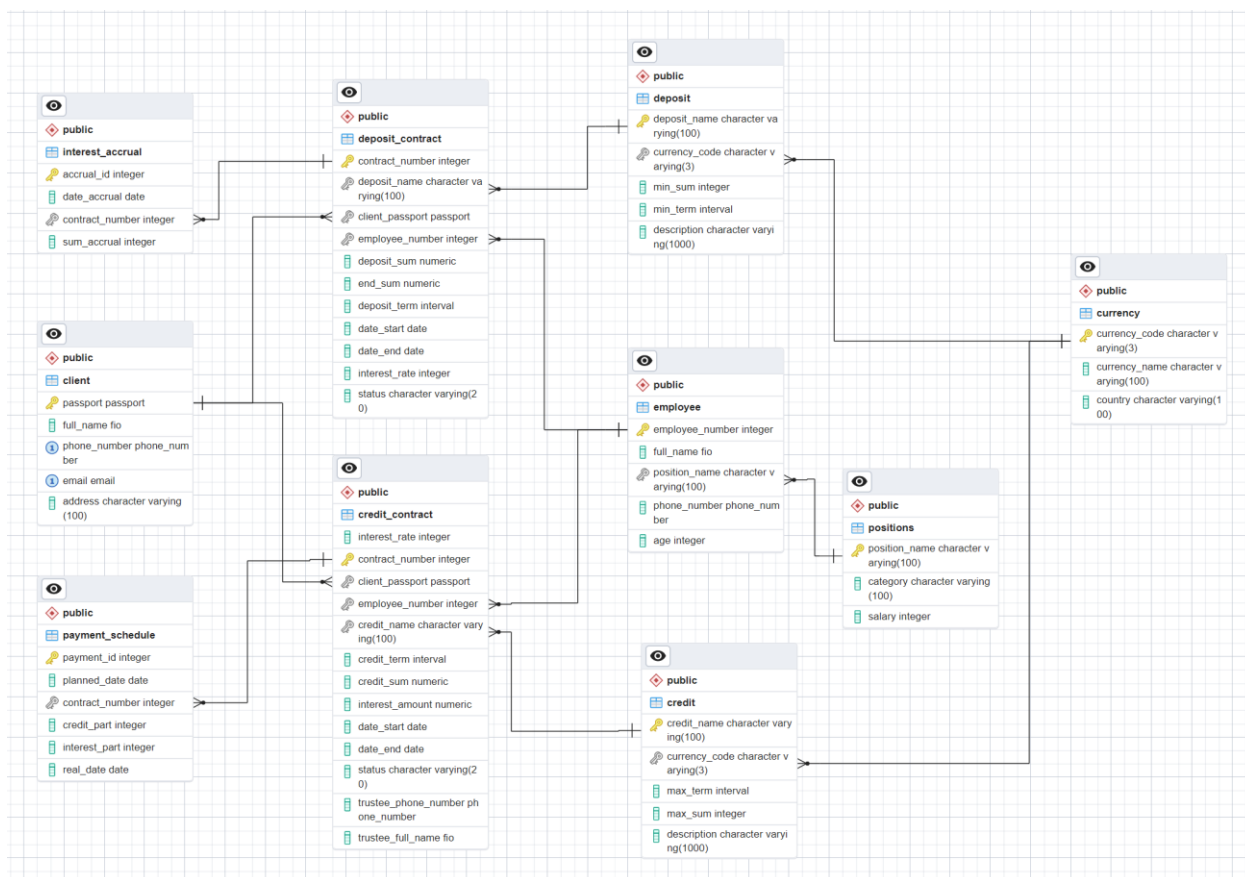 public
interest_accrual
accrual_id integer
date_accrual date
contract_number integer
sum_accrual integer
public
client
passport passport
full_name fio
phone_number phone_num
ber
email email
address character varying
(100)
public
payment_schedule
payment_id integer
planned_date date
contract_number integer
credit_part integer
interest_part integer
real_date date
public
deposit_contract
contract_number integer
deposit_name character va
rying(100)
client_passport passport
employee_number integer
deposit_sum numeric
end_sum numeric
deposit_term interval
date_start date
date_end date
interest_rate integer
status character varying(2
0)
public
credit_contract
interest_rate integer
contract_number integer
client_passport passport
employee_number integer
credit_name character vary
ing(100)
credit_term interval
credit_sum numeric
interest_amount numeric
date_start date
date_end date
status character varying(2
0)
trustee_phone_number ph
one_number
trustee_full_name fio
public
deposit
deposit_name character va
rying(100)
currency_code character v
arying(3)
min_sum integer
min_term interval
description character varyi
ng(1000)
public
employee
employee_number integer
full_name fio
position_name character v
arying(100)
phone_number phone_num
ber
age integer
public
credit
credit_name character vary
ing(100)
currency_code character v
arying(3)
max_term interval
max_sum integer
description character varyi
ng(1000)
public
positions
position_name character v
arying(100)
category character varying
(100)
salary integer
public
currency
currency_code character v
arying(3)
currency_name character v
arying(100)
country character varying(1
00)